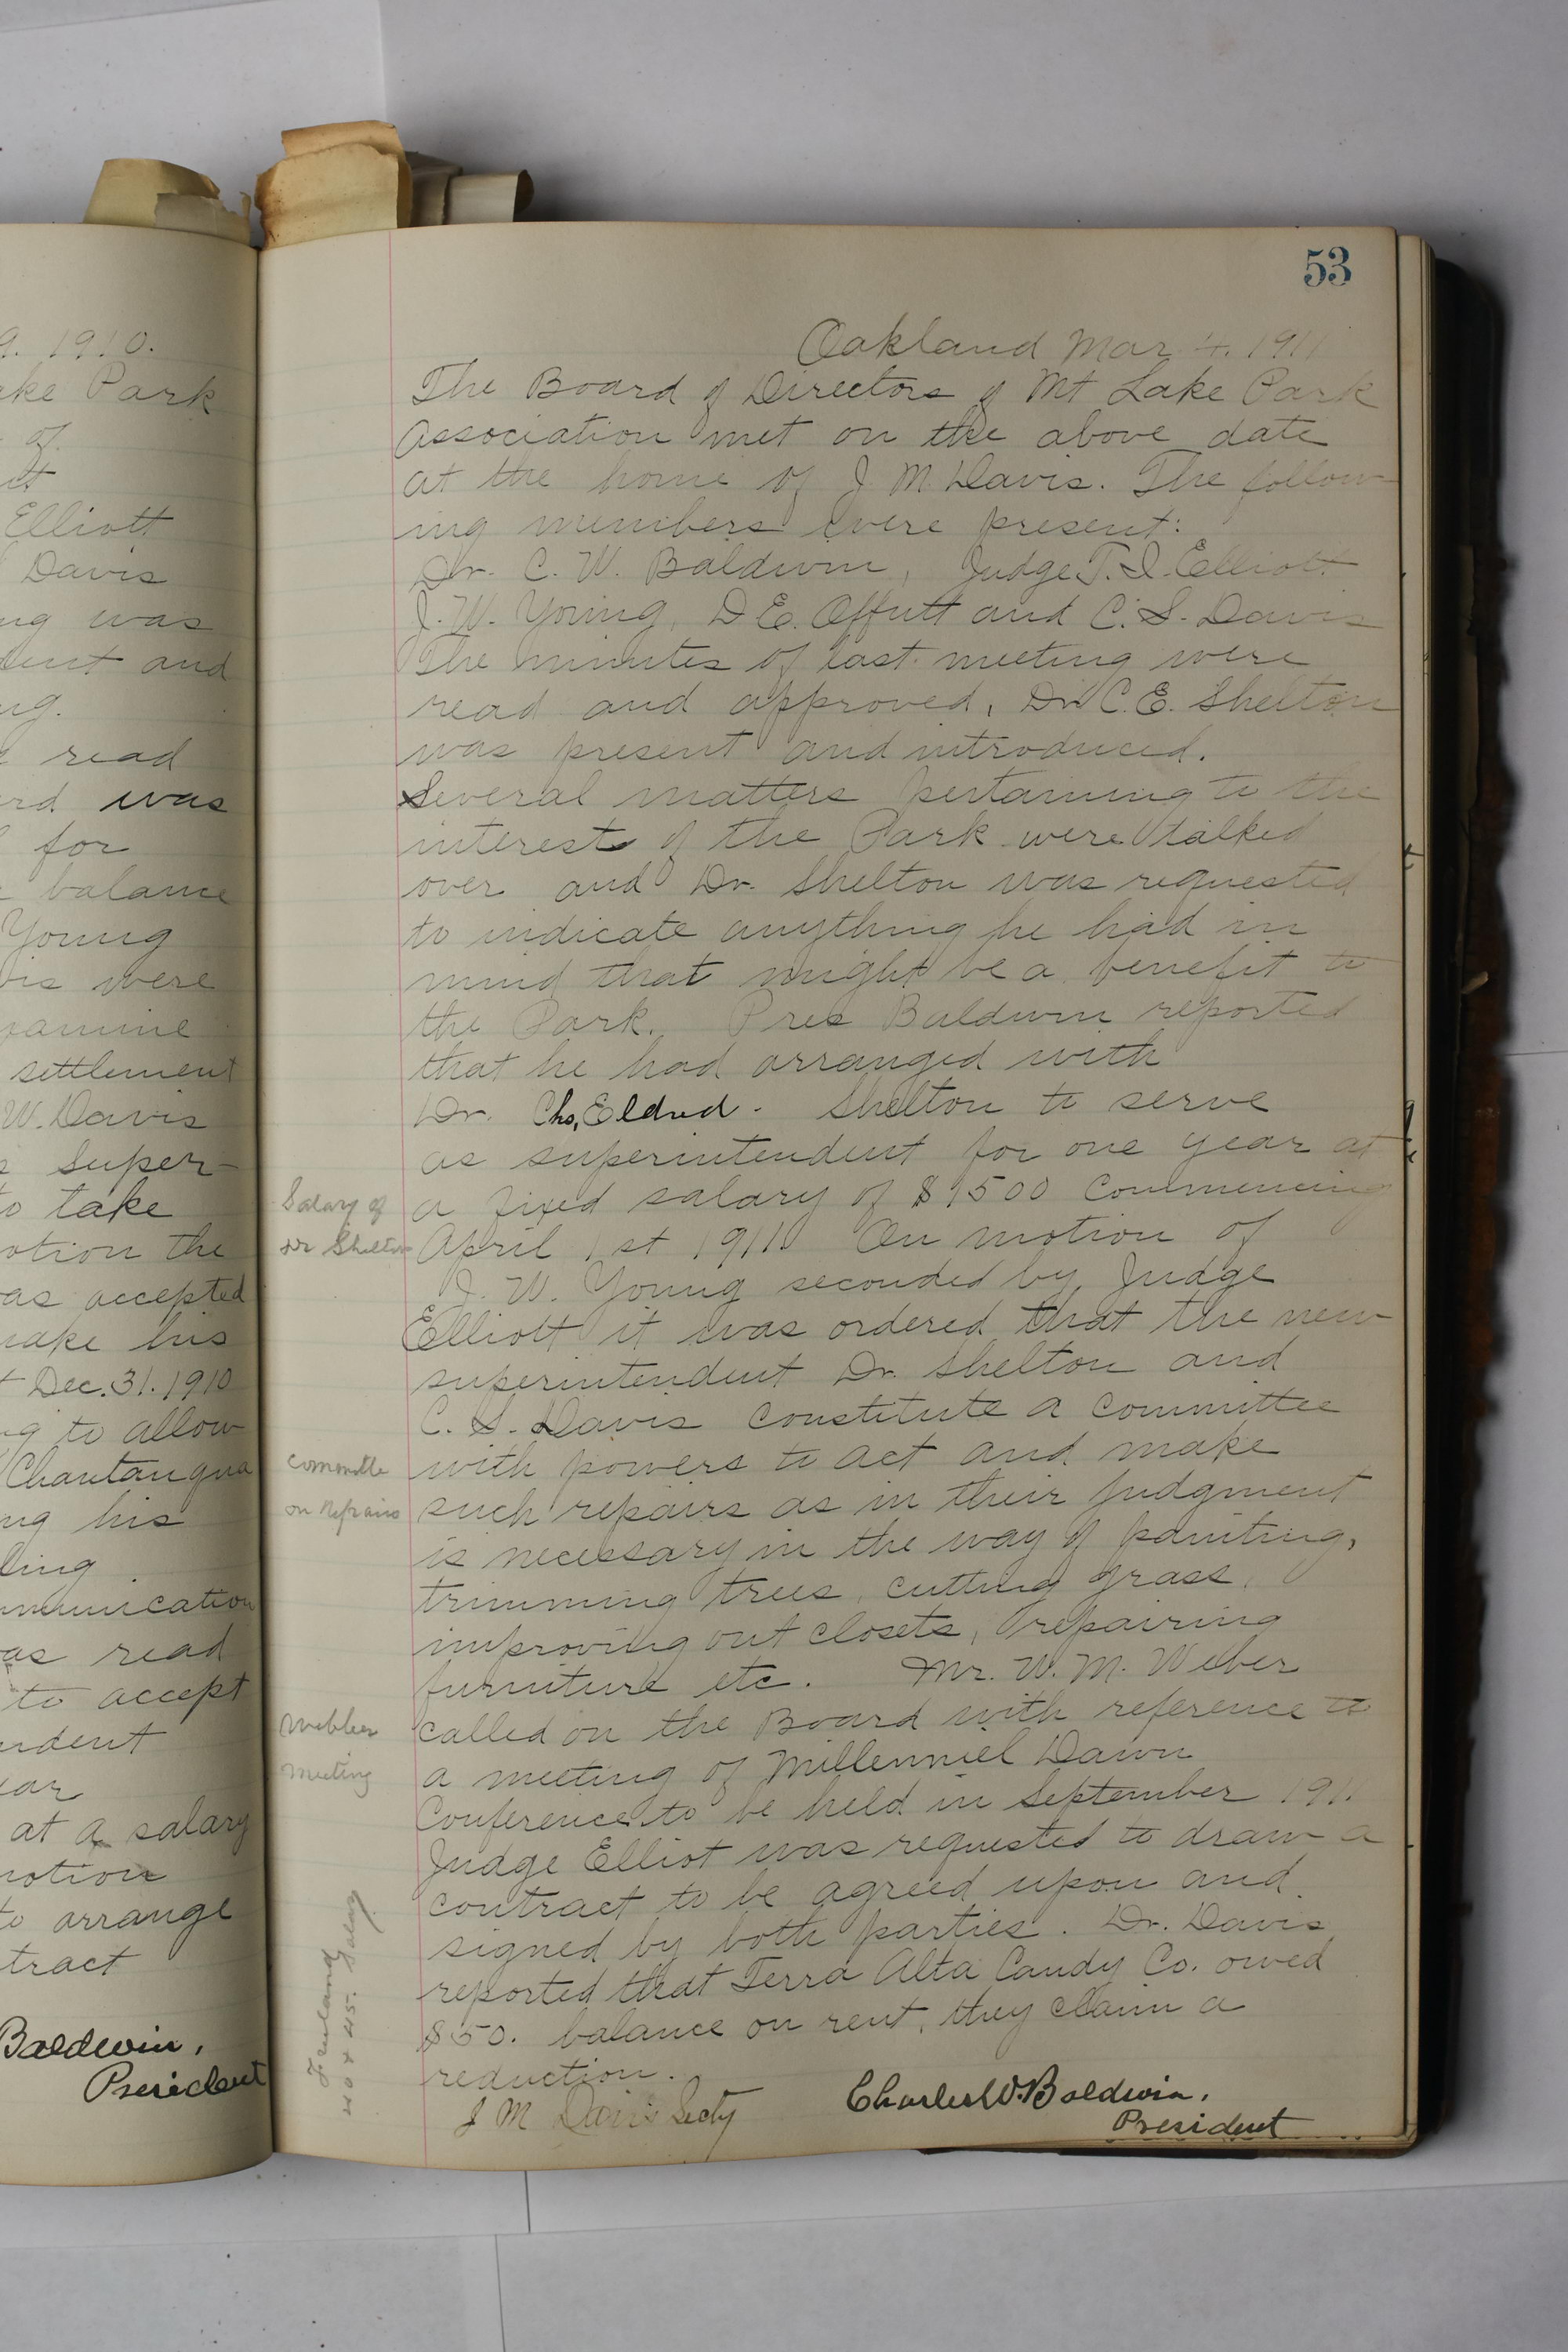 9. 1910.
ake Park
of
Elliott
Davis
ng was
dent and
ng.
read
rd was
for
balance
Young
vis were
xamine
settlement
W. Davis
Super-
to take
otion the
as accepted
make his
t Dec. 31. 1910
ng to allow
Chautauqua
ng his
ling
mmunication
as read
to accept
ndent
ear
at a salary
motion
to arrange
tract
Baldwin,
President
53
Oakland Mar 4. 1911
The Board of Directors of Mt Lake Park
Association met on the above date
at the home of J. M. Davis. The follow-
ing members were present:
Dr. C. W. Baldwin, Judge T. I. Elliott
J. W. Young, D E. Offutt and C. S. Davis
The minutes of last meeting were
read and approved, Dr C. E. Shelton
was present and introduced.
Several matters pertaining to the
interests of the Park were talked
over and Dr. Shelton was requested
to indicate anything he had in
mind that might be a benefit to
the Park. Pres Baldwin reported
that he had arranged with
Dr. Chs, Eldred. Shelton to serve
as superintendent for one year at
Salary of
Dr Shelton
a fixed salary of $1500 commencing
April 1st 1911. On motion of
J. W. Young seconded by Judge
Elliott it was ordered that the new
superintendent Dr. Shelton and
C. S. Davis constitute a committee
committe
on Repairs
with powers to act and make
such repairs as in their judgment
is necessary in the way of painting,
trimming trees, cutting grass,
improving out closets, repairing
furniture etc. Mr. W. M. Weber
Webber
Meeting
called on the Board with reference to
a meeting of Millenniel Dawn
Conference to be held in September 1911.
Judge Elliot was requested to draw a
contract to be agreed upon and
signed by both parties. Dr. Davis
reported that Terra Alta Candy Co. owed
$50. balance on rent, they claim a
reduction.
40 & 45.
J M Davis Secty
Charles W. Baldwin,
President